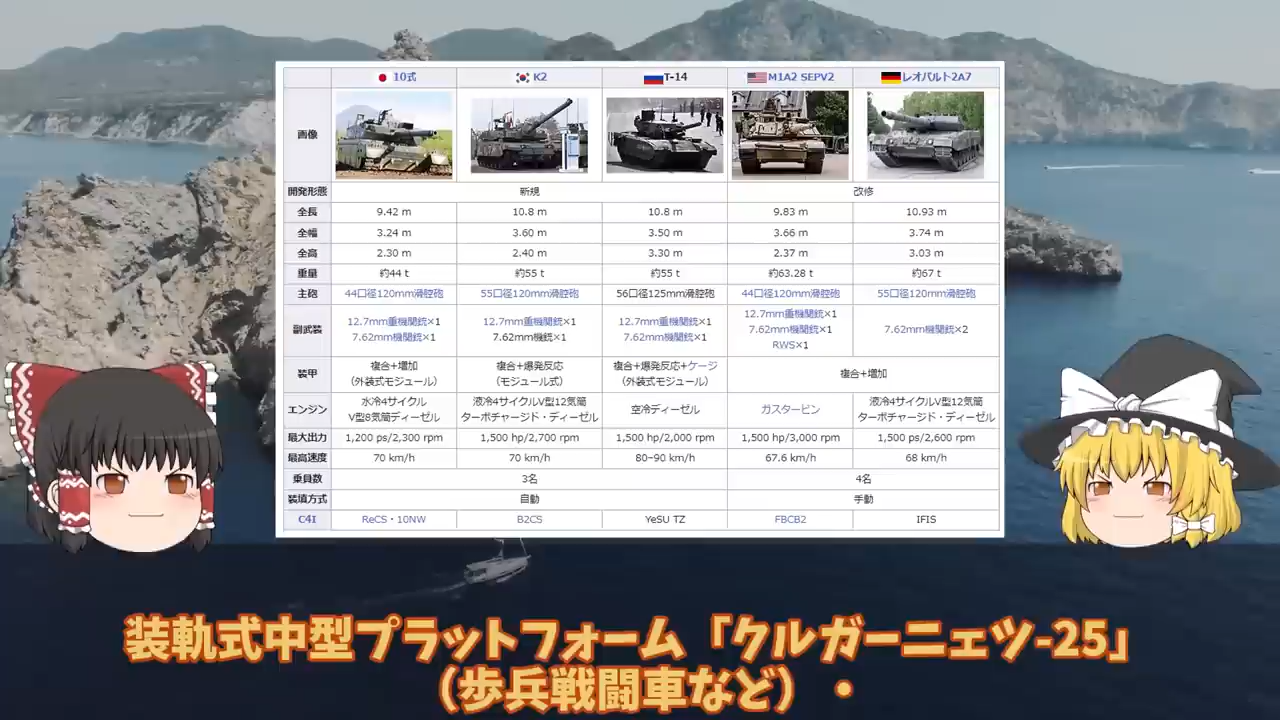 10式 K2 T-14 M1A2 SEPV2 レオパルト2A7
画像
開発形態 新規 改修
全長 9.42 m 10.8 m 10.8 m 9.83 m 10.93 m
全幅 3.24 m 3.60 m 3.50 m 3.66 m 3.74 m
全高 2.30 m 2.40 m 3.30 m 2.37 m 3.03 m
重量 約44 t 約55 t 約55 t 約63.28 t 約67 t
主砲 44口径120mm滑腔砲 55口径120mm滑腔砲 56口径125mm滑腔砲 44口径120mm滑腔砲 55口径120mm滑腔砲
副武装 12.7mm重機関銃×1 12.7mm重機関銃×1 12.7mm重機関銃×1 12.7mm重機関銃×1 7.62mm機関銃×2
7.62mm機関銃×1 7.62mm機銃×1 7.62mm機関銃×1 7.62mm機関銃×1
RWS×1
装甲 複合+増加 複合+爆発反応 複合+爆発反応+ケージ 複合+増加
（外装式モジュール） （モジュール式） （外装式モジュール）
エンジン 水冷4サイクル 液冷4サイクルV型12気筒 空冷ディーゼル ガスタービン 液冷4サイクルV型12気筒
V型8気筒ディーゼル ターボチャージド・ディーゼル ターボチャージド・ディーゼル
最大出力 1,200 ps/2,300 rpm 1,500 hp/2,700 rpm 1,500 hp/2,000 rpm 1,500 hp/3,000 rpm 1,500 ps/2,600 rpm
最高速度 70 km/h 70 km/h 80–90 km/h 67.6 km/h 68 km/h
乗員数 3名 4名
装填方式 自動 手動
C4I ReCS・10NW B2CS YeSU TZ FBCB2 IFIS
装軌式中型プラットフォーム「クルガーニェツ-25」
（歩兵戦闘車など）・